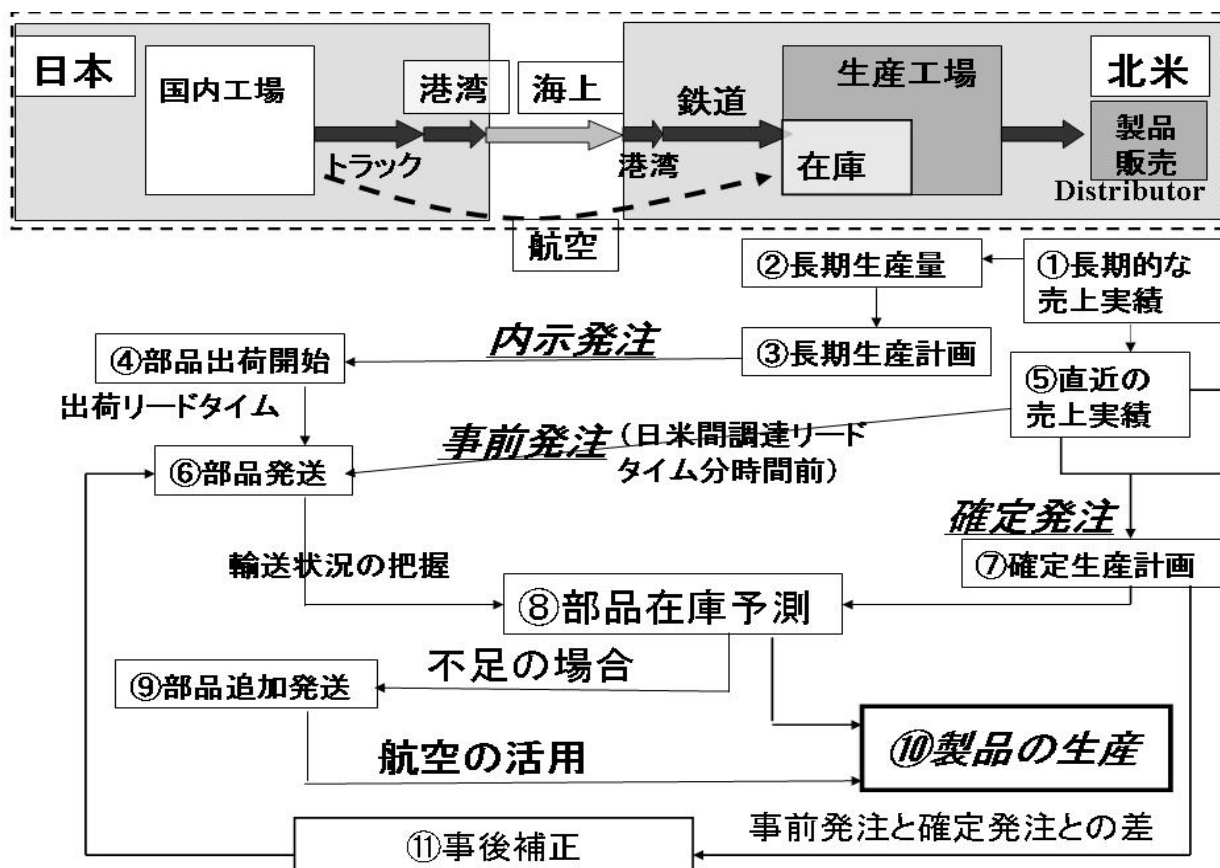 日本
国内工場
港湾
海上
鉄道
生産工場
北米
トラック
港湾
在庫
製品
販売
Distributor
航空
②長期生産量
①長期的な
売上実績
内示発注
④部品出荷開始
③長期生産計画
⑤直近の
売上実績
出荷リードタイム
事前発注(日米間調達リード
タイム分時間前)
⑥部品発送
確定発注
輸送状況の把握
⑦確定生産計画
⑧部品在庫予測
不足の場合
⑨部品追加発送
⑩製品の生産
航空の活用
事前発注と確定発注との差
⑪事後補正